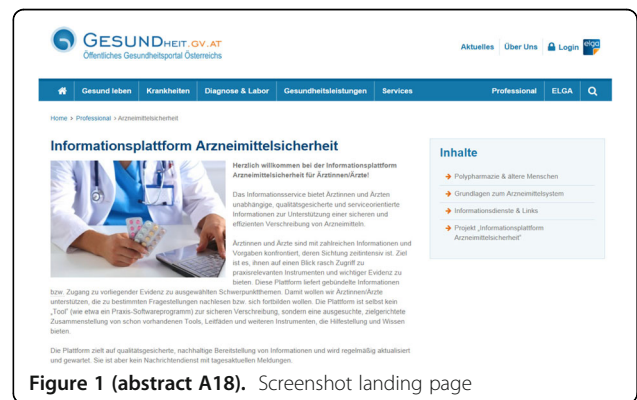 GESUNDHEIT.GV.AT
Öffentliches Gesundheitsportal Österreichs
Aktuelles Über Uns Login elga
Gesund leben Krankheiten Diagnose & Labor Gesundheitsleistungen Services Professional ELGA
Home > Professional > Arzneimittelsicherheit
Informationsplattform Arzneimittelsicherheit
Herzlich willkommen bei der Informationsplattform
Arzneimittelsicherheit für Ärztinnen/Ärzte!
Das Informationsservice bietet Ärztinnen und Ärzten
unabhängige, qualitätsgesicherte und serviceorientierte
Informationen zur Unterstützung einer sicheren und
effizienten Verschreibung von Arzneimitteln.
Ärztinnen und Ärzte sind mit zahlreichen Informationen und
Vorgaben konfrontiert, deren Sichtung zeitintensiv ist. Ziel
ist es, ihnen auf einen Blick rasch Zugriff zu
praxisrelevanten Instrumenten und wichtiger Evidenz zu
bieten. Diese Plattform liefert gebündelte Informationen
bzw. Zugang zu vorliegender Evidenz zu ausgewählten Schwerpunktthemen. Damit wollen wir Ärztinnen/Ärzte
unterstützen, die zu bestimmten Fragestellungen nachlesen bzw. sich fortbilden wollen. Die Plattform ist selbst kein
„Tool" (wie etwa ein Praxis-Softwareprogramm) zur sicheren Verschreibung, sondern eine ausgesuchte, zielgerichtete
Zusammenstellung von schon vorhandenen Tools, Leitfäden und weiteren Instrumenten, die Hilfestellung und Wissen
bieten.
Die Plattform zielt auf qualitätsgesicherte, nachhaltige Bereitstellung von Informationen und wird regelmäßig aktualisiert
und gewartet. Sie ist aber kein Nachrichtendienst mit tagesaktuellen Meldungen.
Inhalte
Polypharmazie & ältere Menschen
Grundlagen zum Arzneimittelsystem
Informationsdienste & Links
Projekt „Informationsplattform
Arzneimittelsicherheit"
Figure 1 (abstract A18). Screenshot landing page